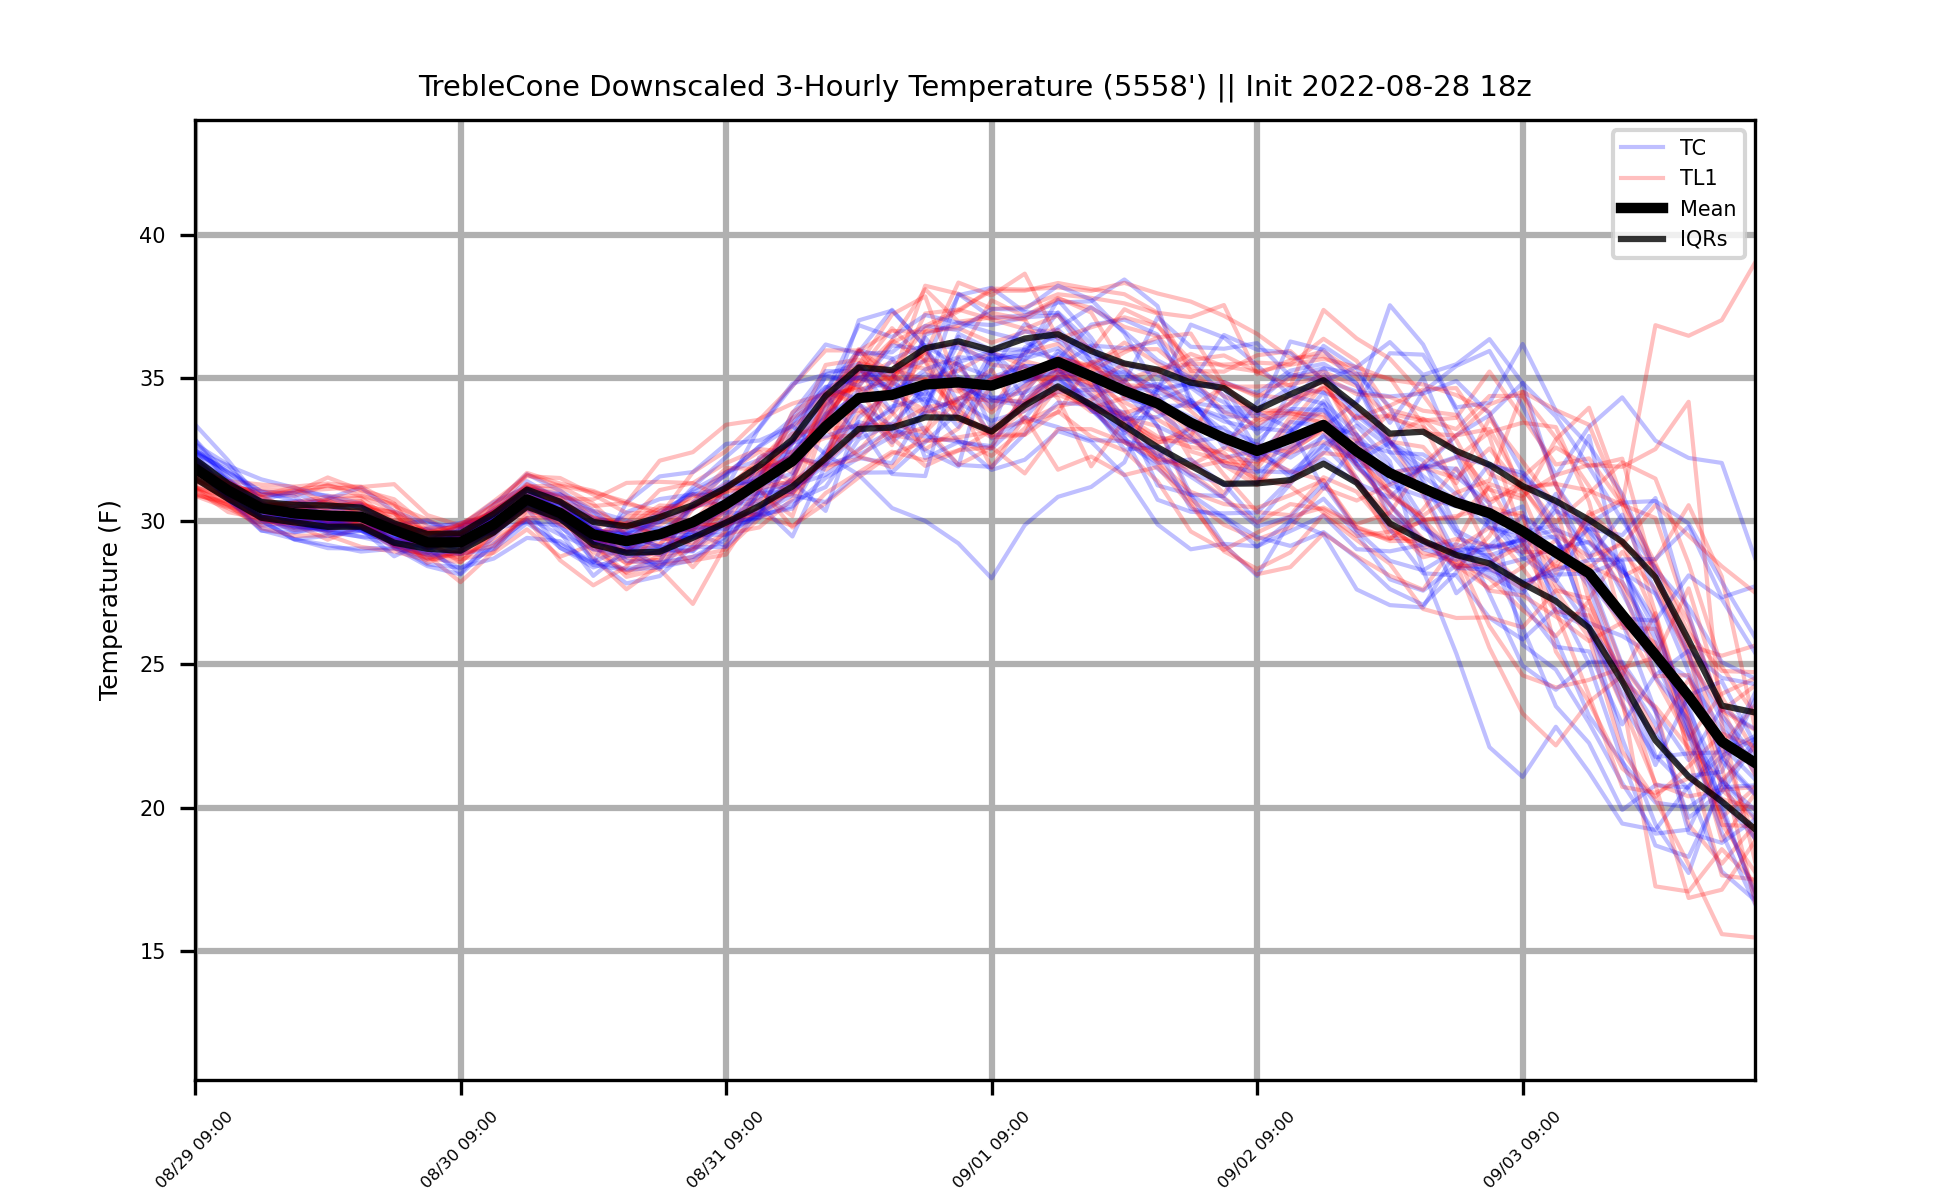 TrebleCone Downscaled 3-Hourly Temperature (5558') || Init 2022-08-28 18z
TC
TL1
Mean
IQRs
Temperature (F)
40
35
30
25
20
15
08/29 09:00
08/30 09:00
08/31 09:00
09/01 09:00
09/02 09:00
09/03 09:00